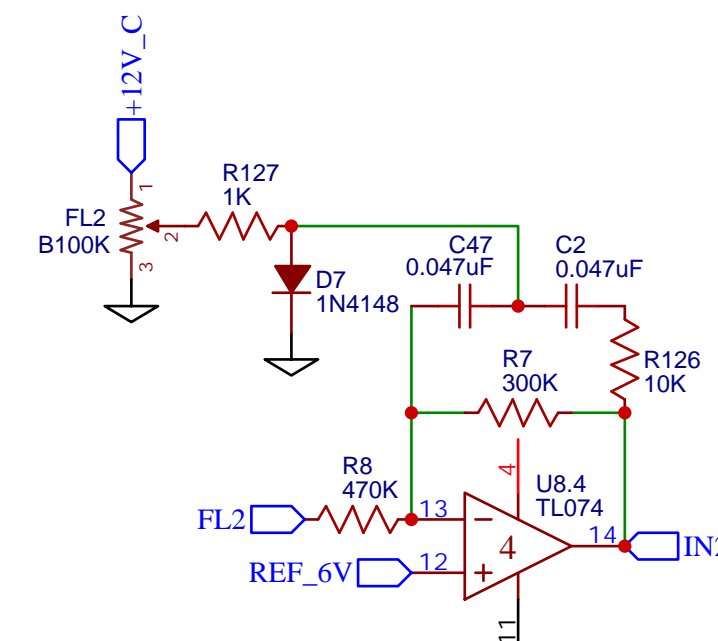 +12V_C
1
R127
1K
FL2
B100K
2
3
C47
0.047uF
C2
0.047uF
D7
1N4148
R7
300K
R126
10K
R8
470K
4
U8.4
TL074
FL2
13
−
14
4
REF_6V
12
+
11